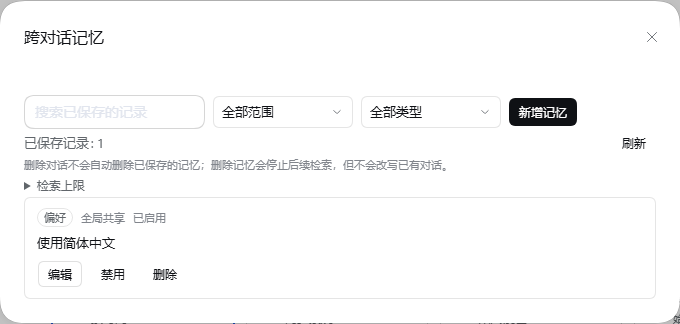 跨对话记忆
搜索已保存的记录
全部范围
全部类型
新增记忆
已保存记录: 1
刷新
删除对话不会自动删除已保存的记忆；删除记忆会停止后续检索，但不会改写已有对话。
检索上限
偏好 全局共享 已启用
使用简体中文
编辑 禁用 删除